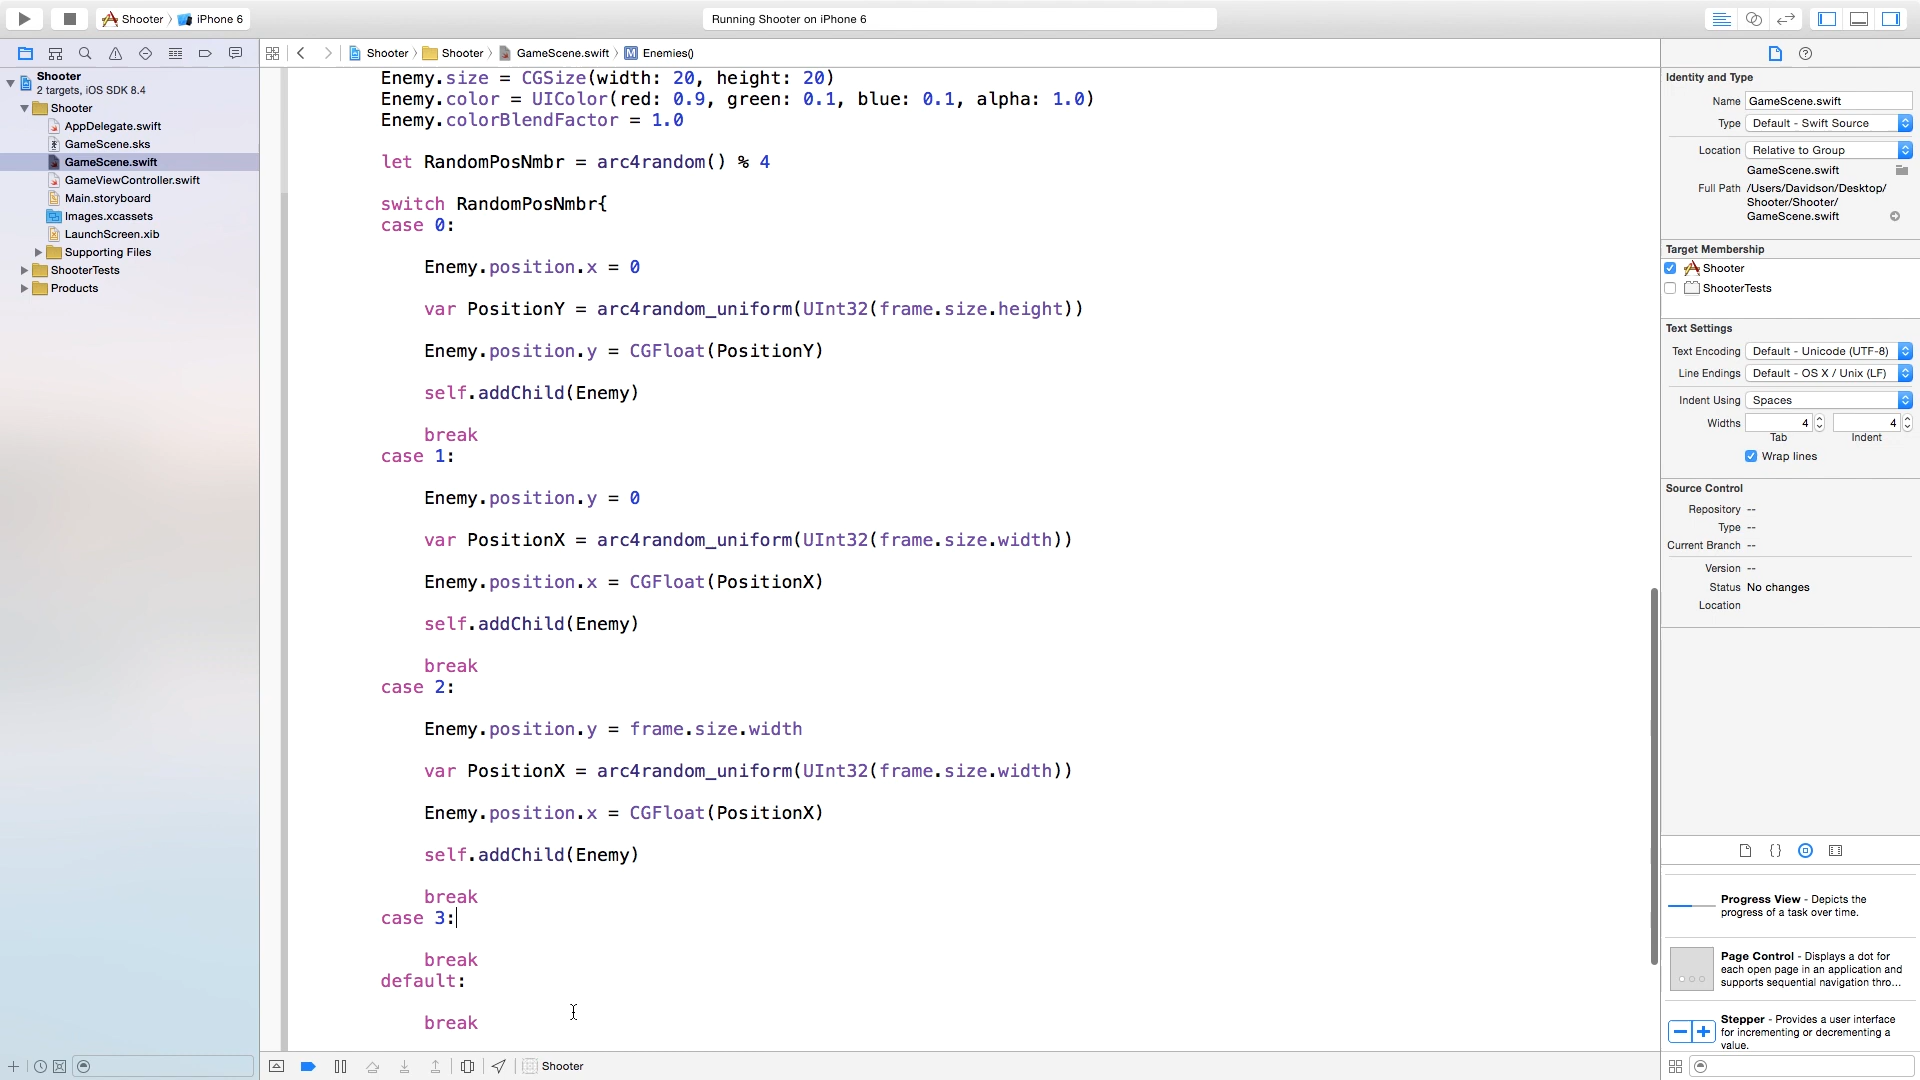 Shooter
iPhone 6
Running Shooter on iPhone 6
Shooter
Shooter
GameScene.swift
M Enemies()
Shooter
2 targets, iOS SDK 8.4
Shooter
AppDelegate.swift
GameScene.sks
GameScene.swift
GameViewController.swift
Main.storyboard
Images.xcassets
LaunchScreen.xib
Supporting Files
ShooterTests
Products
Enemy.size = CGSize(width: 20, height: 20)
Enemy.color = UIColor(red: 0.9, green: 0.1, blue: 0.1, alpha: 1.0)
Enemy.colorBlendFactor = 1.0
let RandomPosNmbr = arc4random() % 4
switch RandomPosNmbr{
case 0:
Enemy.position.x = 0
var PositionY = arc4random_uniform(UInt32(frame.size.height))
Enemy.position.y = CGFloat(PositionY)
self.addChild(Enemy)
break
case 1:
Enemy.position.y = 0
var PositionX = arc4random_uniform(UInt32(frame.size.width))
Enemy.position.x = CGFloat(PositionX)
self.addChild(Enemy)
break
case 2:
Enemy.position.y = frame.size.width
var PositionX = arc4random_uniform(UInt32(frame.size.width))
Enemy.position.x = CGFloat(PositionX)
self.addChild(Enemy)
break
case 3:
break
default:
break
Shooter
Identity and Type
Name GameScene.swift
Type Default - Swift Source
Location Relative to Group
GameScene.swift
Full Path /Users/Davidson/Desktop/
Shooter/Shooter/
GameScene.swift
Target Membership
Shooter
ShooterTests
Text Settings
Text Encoding Default - Unicode (UTF-8)
Line Endings Default - OS X / Unix (LF)
Indent Using Spaces
Widths 4 4
Tab Indent
Wrap lines
Source Control
Repository --
Type --
Current Branch --
Version --
Status No changes
Location
Progress View - Depicts the
progress of a task over time.
Page Control - Displays a dot for
each open page in an application and
supports sequential navigation thro...
Stepper - Provides a user interface
for incrementing or decrementing a
value.